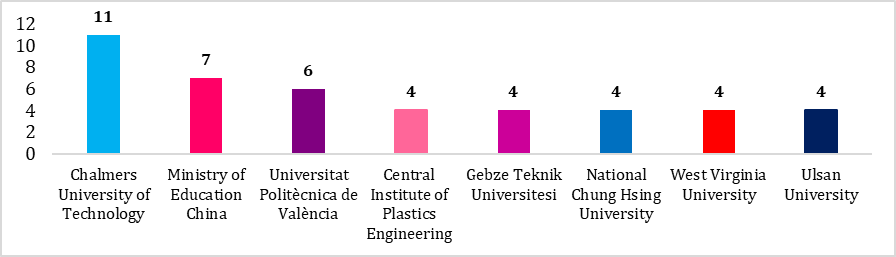 12
10
8
6
4
2
0
11
7
6
4
4
4
4
4
Chalmers
University of
Technology
Ministry of
Education
China
Universitat
Politècnica de
València
Central
Institute of
Plastics
Engineering
Gebze Teknik
Universitesi
National
Chung Hsing
University
West Virginia
University
Ulsan
University